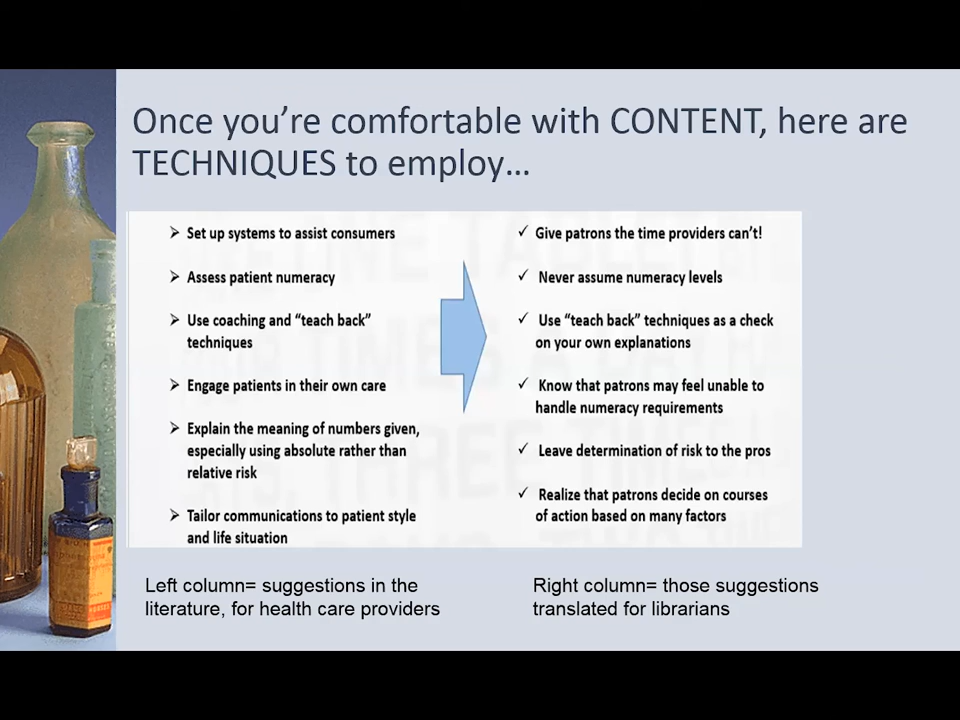 Once you're comfortable with CONTENT, here are
TECHNIQUES to employ…
➢ Set up systems to assist consumers
➢ Assess patient numeracy
➢ Use coaching and "teach back"
techniques
➢ Engage patients in their own care
➢ Explain the meaning of numbers given,
especially using absolute rather than
relative risk
➢ Tailor communications to patient style
and life situation
✓ Give patrons the time providers can't!
✓ Never assume numeracy levels
✓ Use "teach back" techniques as a check
on your own explanations
✓ Know that patrons may feel unable to
handle numeracy requirements
✓ Leave determination of risk to the pros
✓ Realize that patrons decide on courses
of action based on many factors
Left column= suggestions in the
literature, for health care providers
Right column= those suggestions
translated for librarians